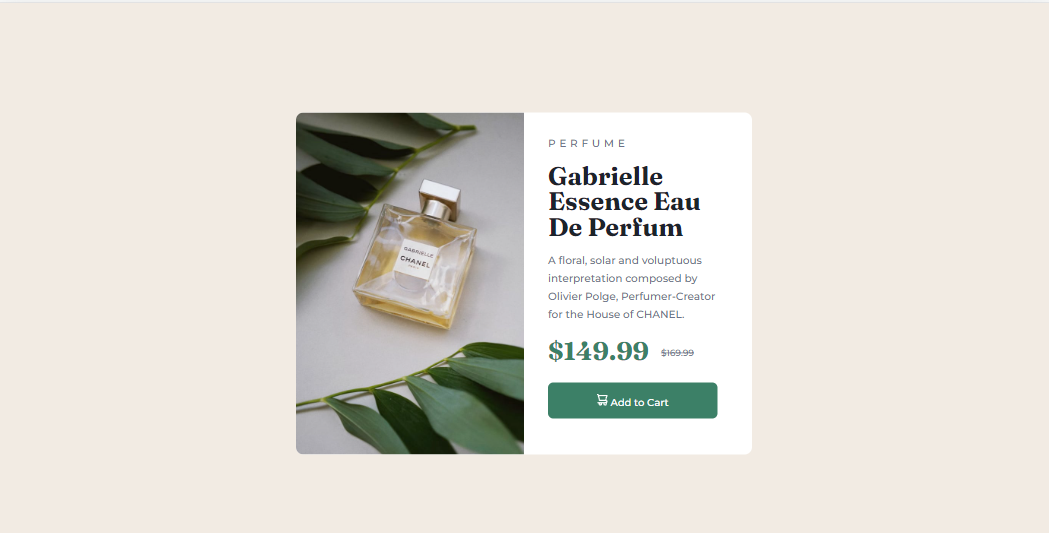 GABRIELLE
CHANEL
PERFUME
Gabrielle
Essence Eau
De Perfum
A floral, solar and voluptuous
interpretation composed by
Olivier Polge, Perfumer-Creator
for the House of CHANEL.
$149.99 $169.99
Add to Cart